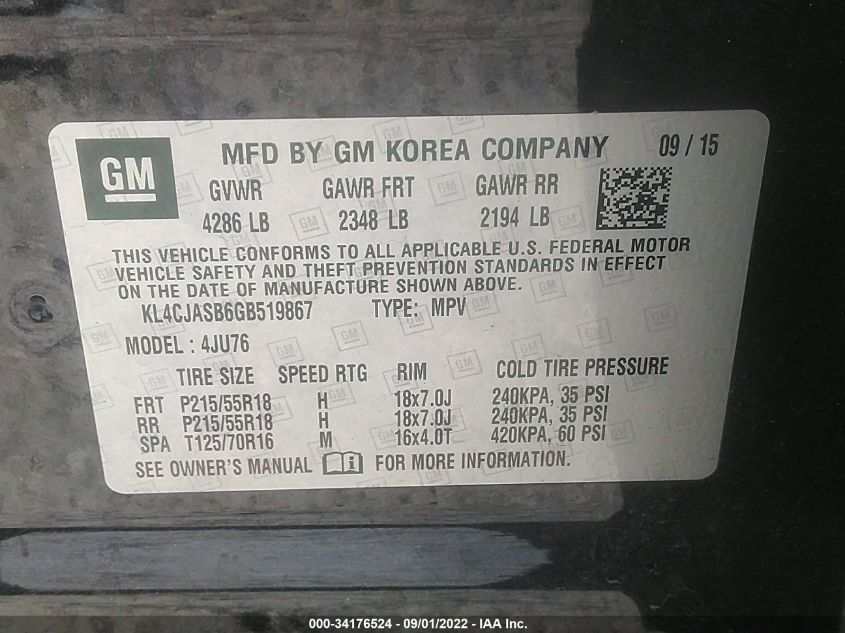 GM
MFD BY GM KOREA COMPANY 09 / 15
GVWR GAWR FRT GAWR RR
4286 LB 2348 LB 2194 LB
THIS VEHICLE CONFORMS TO ALL APPLICABLE U.S. FEDERAL MOTOR
VEHICLE SAFETY AND THEFT PREVENTION STANDARDS IN EFFECT
ON THE DATE OF MANUFACTURE SHOWN ABOVE.
KL4CJASB6GB519867 TYPE: MPV
MODEL : 4JU76
TIRE SIZE SPEED RTG RIM COLD TIRE PRESSURE
FRT P215/55R18 H 18x7.0J 240KPA, 35 PSI
RR P215/55R18 H 18x7.0J 240KPA, 35 PSI
SPA T125/70R16 M 16x4.0T 420KPA, 60 PSI
SEE OWNER'S MANUAL FOR MORE INFORMATION.
000-34176524 - 09/01/2022 - IAA Inc.